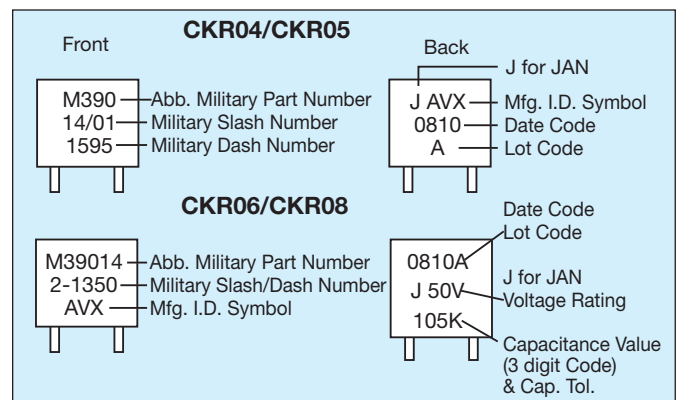 CKR04/CKR05
Front
M390
14/01
1595
Abb. Military Part Number
Military Slash Number
Military Dash Number
Back
J AVX
0810
A
J for JAN
Mfg. I.D. Symbol
Date Code
Lot Code
CKR06/CKR08
M39014
2-1350
AVX
Abb. Military Part Number
Military Slash/Dash Number
Mfg. I.D. Symbol
0810A
J 50V
105K
Date Code
Lot Code
J for JAN
Voltage Rating
Capacitance Value
(3 digit Code)
& Cap. Tol.